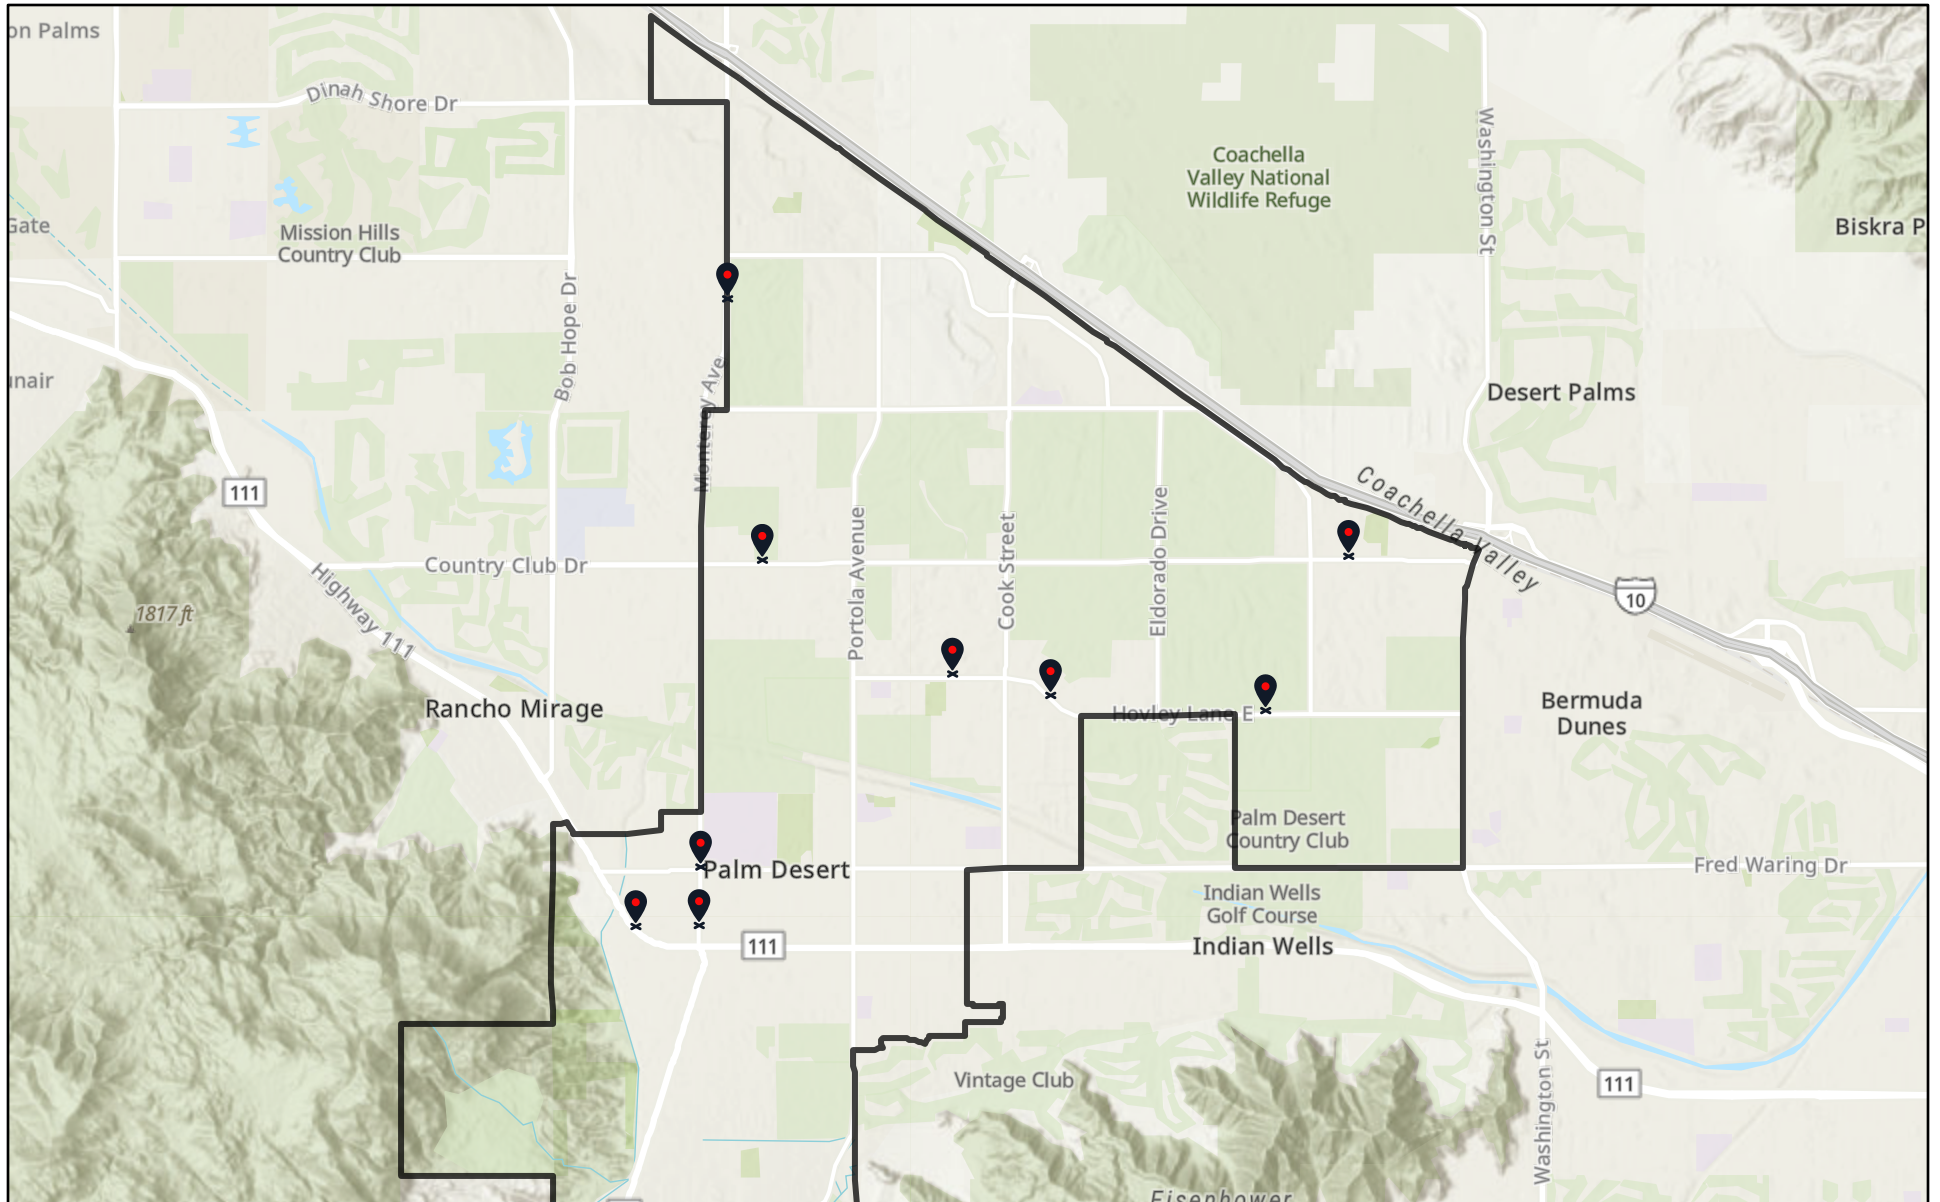 on Palms
Dinah Shore Dr
Washington St
Coachella
Valley National
Wildlife Refuge
Gate
Mission Hills
Country Club
Biskra P
Bob Hope Dr
Monterey Ave
unair
Desert Palms
111
Coachella Valley
Portola Avenue
Cook Street
Eldorado Drive
Country Club Dr
Highway 111
1817 ft
10
Rancho Mirage
Hovley Lane E
Bermuda
Dunes
Palm Desert
Country Club
Palm Desert
Fred Waring Dr
Indian Wells
Golf Course
111
Indian Wells
Vintage Club
Washington St
111
Eisenhower